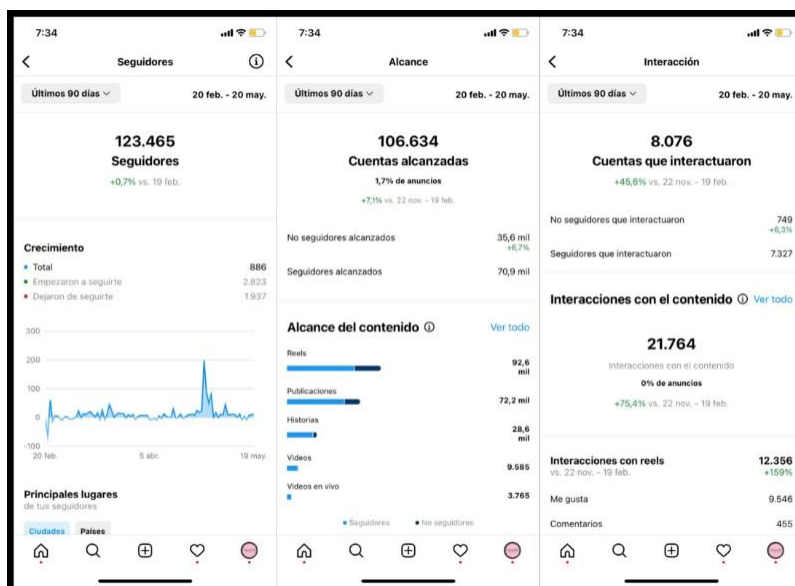 7:34
Seguidores
Últimos 90 días
20 feb. - 20 may.
123.465
Seguidores
+0,7% vs. 19 feb.
Crecimiento
Total 886
Empezaron a seguirte 2.823
Dejaron de seguirte 1.937
300
200
100
0
-100
20 feb. 5 abr. 19 may.
Principales lugares
de tus seguidores
Ciudades Países
7:34
Alcance
Últimos 90 días
20 feb. - 20 may.
106.634
Cuentas alcanzadas
1,7% de anuncios
+7,1% vs. 22 nov. - 19 feb.
No seguidores alcanzados 35,6 mil
+6,7%
Seguidores alcanzados 70,9 mil
Alcance del contenido Ver todo
Reels
92,6
mil
Publicaciones
72,2 mil
Historias
28,6
mil
Videos
9.585
Videos en vivo
3.765
Seguidores No seguidores
7:34
Interacción
Últimos 90 días
20 feb. - 20 may.
8.076
Cuentas que interactuaron
+45,6% vs. 22 nov. - 19 feb.
No seguidores que interactuaron 749
+6,3%
Seguidores que interactuaron 7.327
Interacciones con el contenido Ver todo
21.764
Interacciones con el contenido
0% de anuncios
+75,4% vs. 22 nov. - 19 feb.
Interacciones con reels 12.356
vs. 22 nov. - 19 feb. +159%
Me gusta 9.546
Comentarios 455